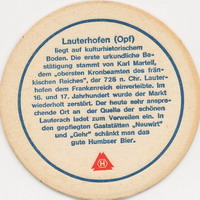 Lauterhofen (Opf)
liegt auf kulturhistorischem
Boden. Die erste urkundliche Be-
stätigung stammt von Karl Martell,
dem „obersten Kronbeamten des frän-
kischen Reiches", der 725 n. Chr. Lauter-
hofen dem Frankenreich einverleibte. Im
16. und 17. Jahrhundert wurde der Markt
wiederholt zerstört. Der heute sehr anspre-
chende Ort an der Quelle der schönen
Lauterach ladet zum Verweilen ein. In
den gepflegten Gaststätten „Neuwirt"
und „Gehr" schänkt man das
gute Humbser Bier.
H